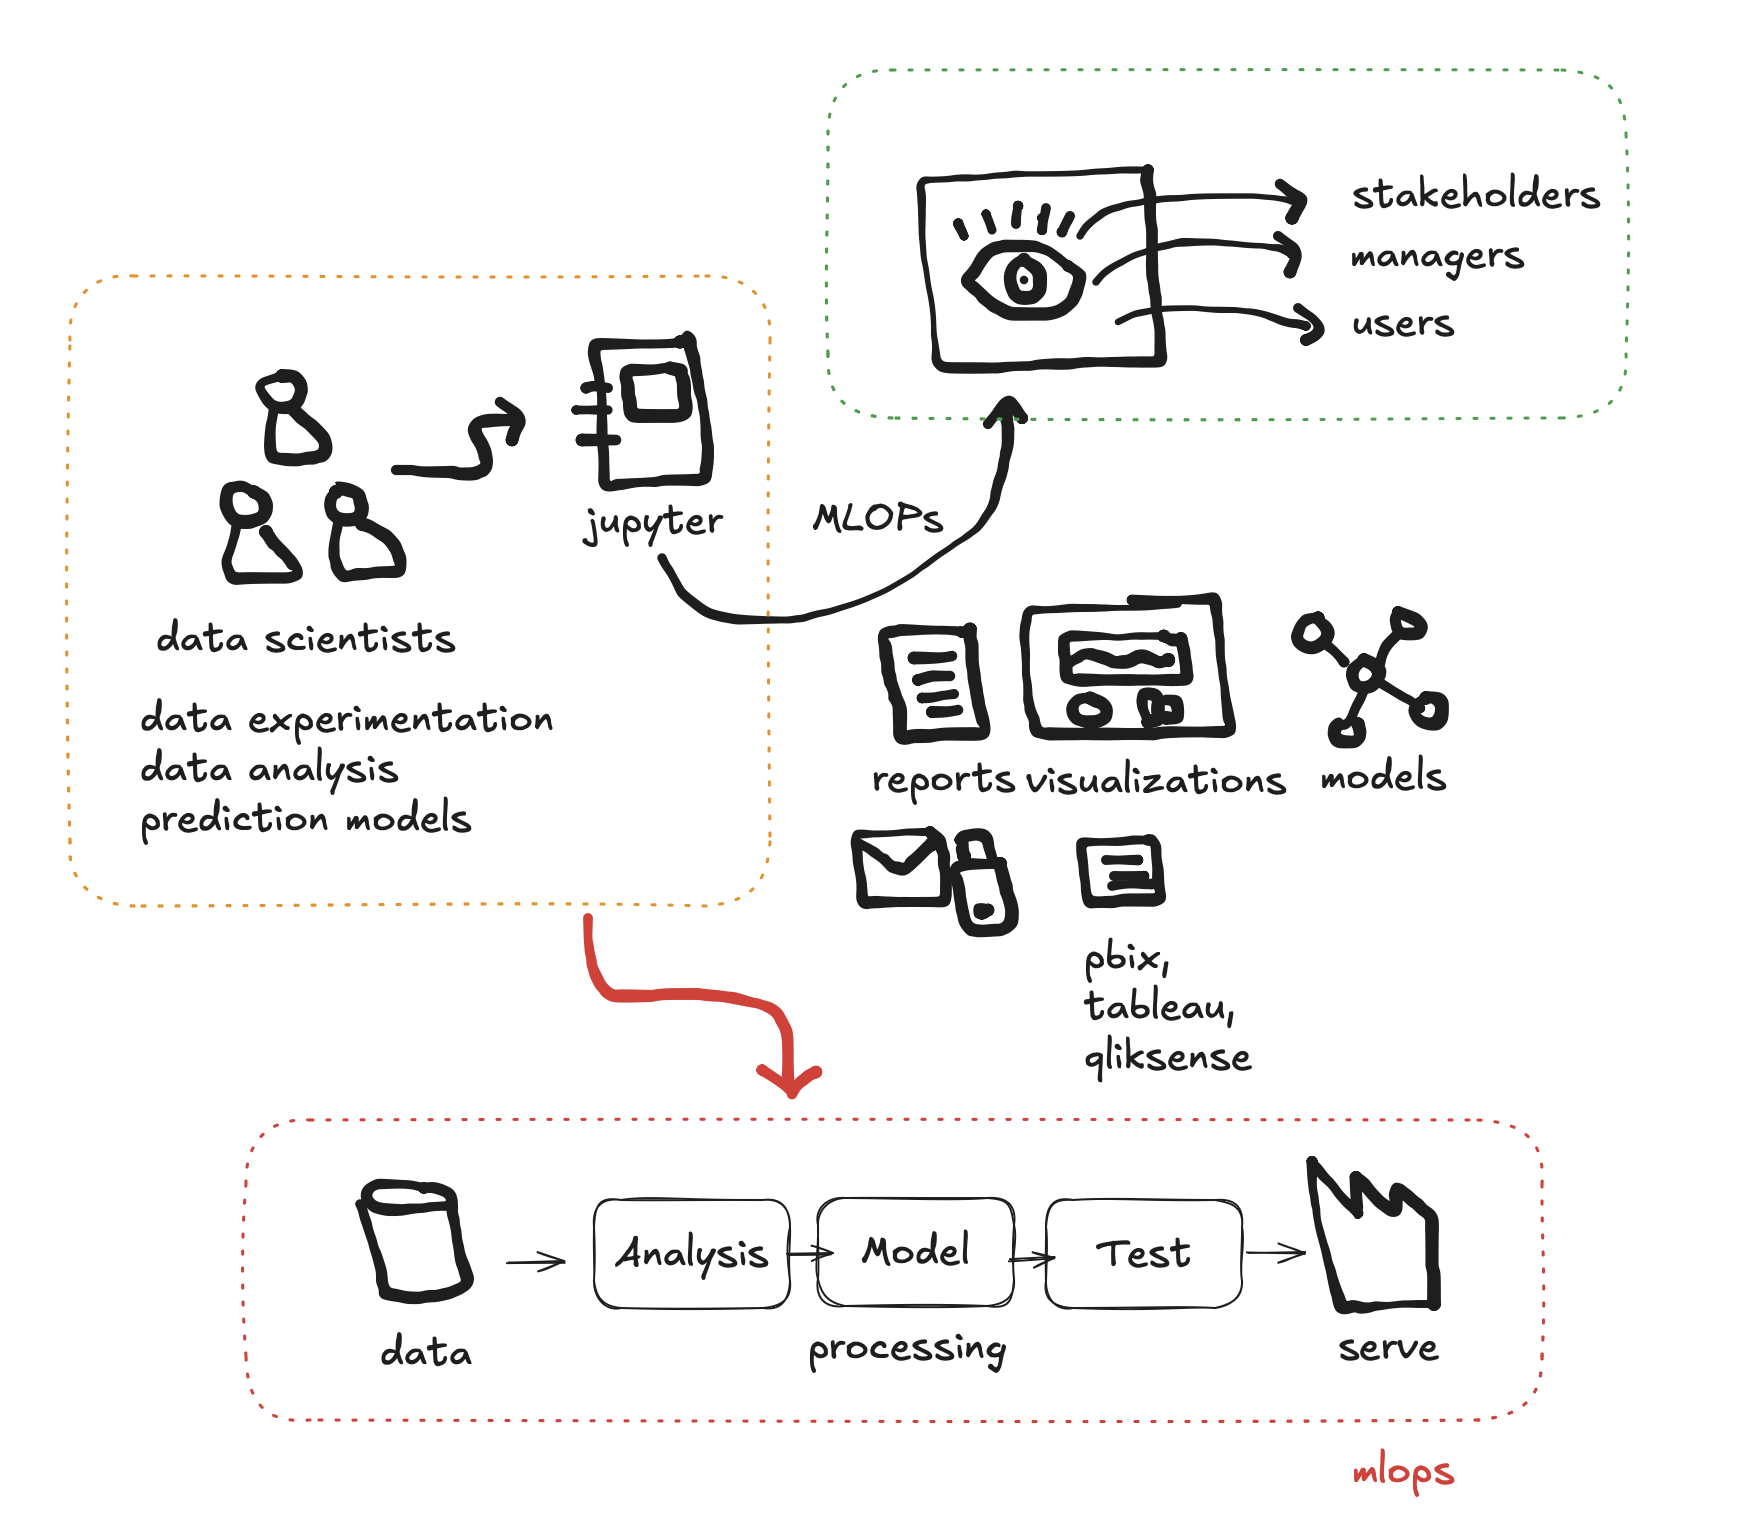 stakeholders
managers
users
jupyter
MLOPs
data scientists
data experimentation
data analysis
prediction models
reports
visualizations
models
pbix,
tableau,
qliksense
Analysis
Model
Test
data
processing
serve
mlops